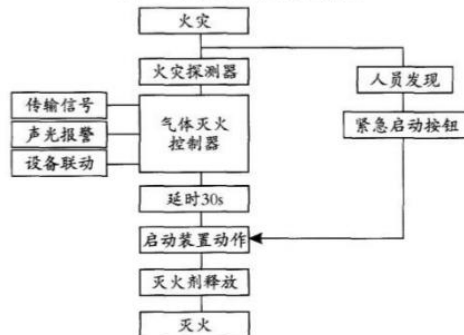 火灾
火灾探测器
人员发现
传输信号
声光报警
设备联动
气体灭火
控制器
紧急启动按钮
延时30s
启动装置动作
灭火剂释放
灭火